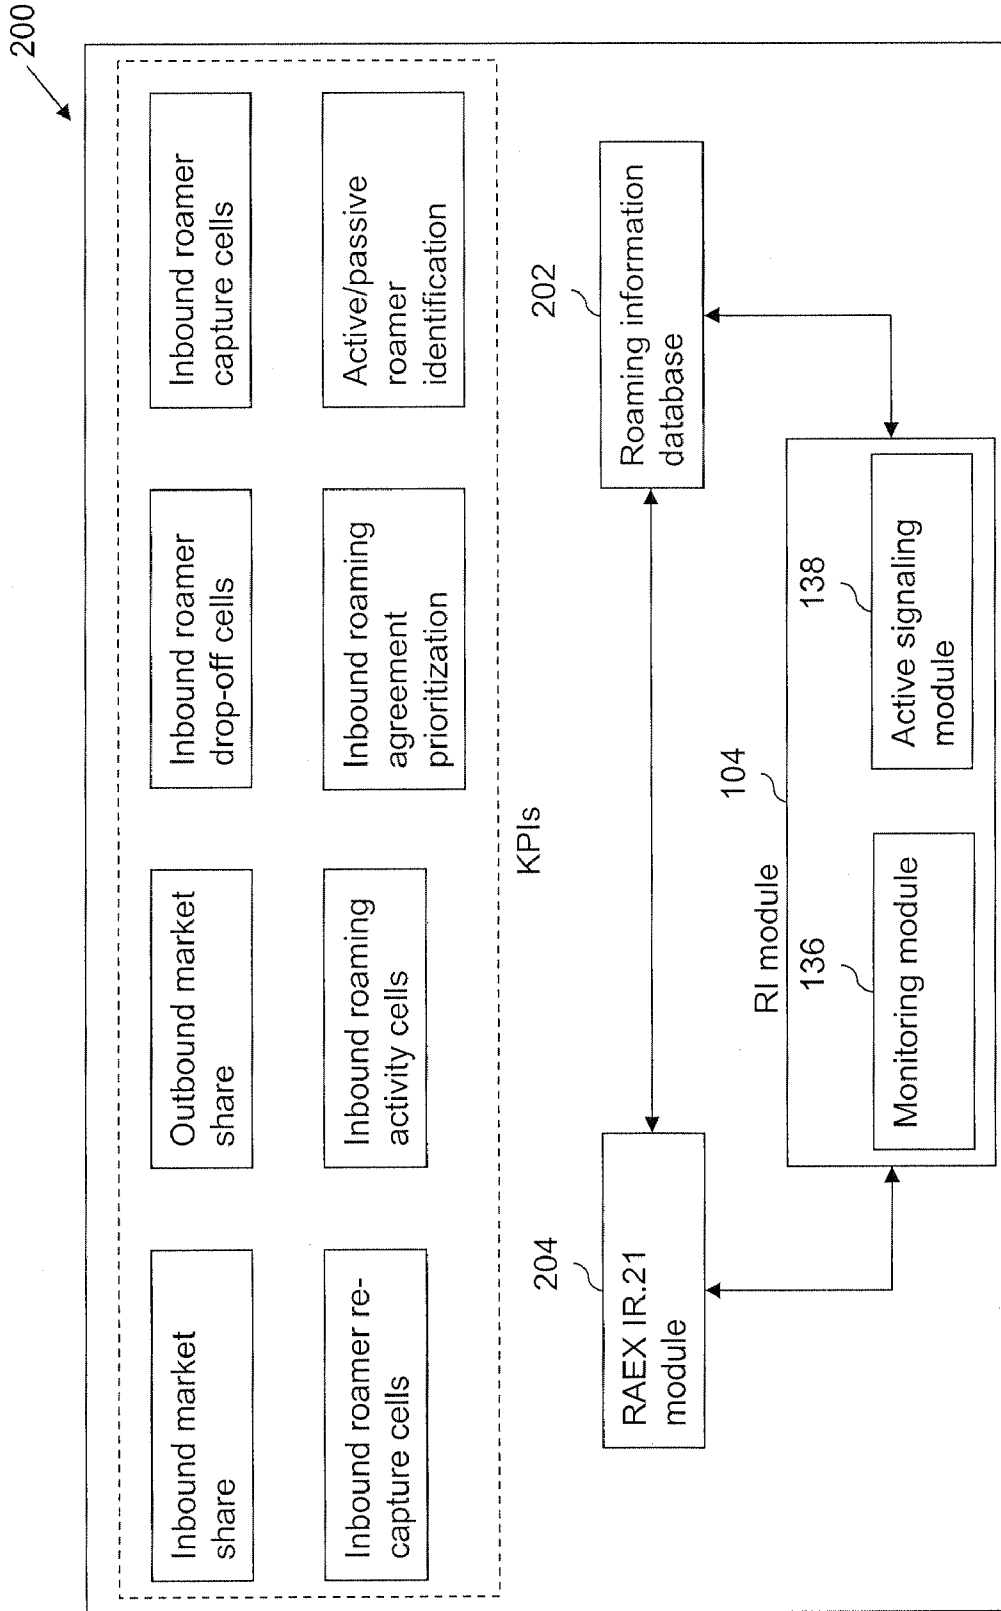 200
Inbound market
share
Outbound market
share
Inbound roamer
drop-off cells
Inbound roamer
capture cells
Inbound roamer re-
capture cells
Inbound roaming
activity cells
Inbound roaming
agreement
prioritization
Active/passive
roamer
identification
KPIs
204
RAEX IR.21
module
202
Roaming information
database
RI module
104
136
Monitoring module
138
Active signaling
module